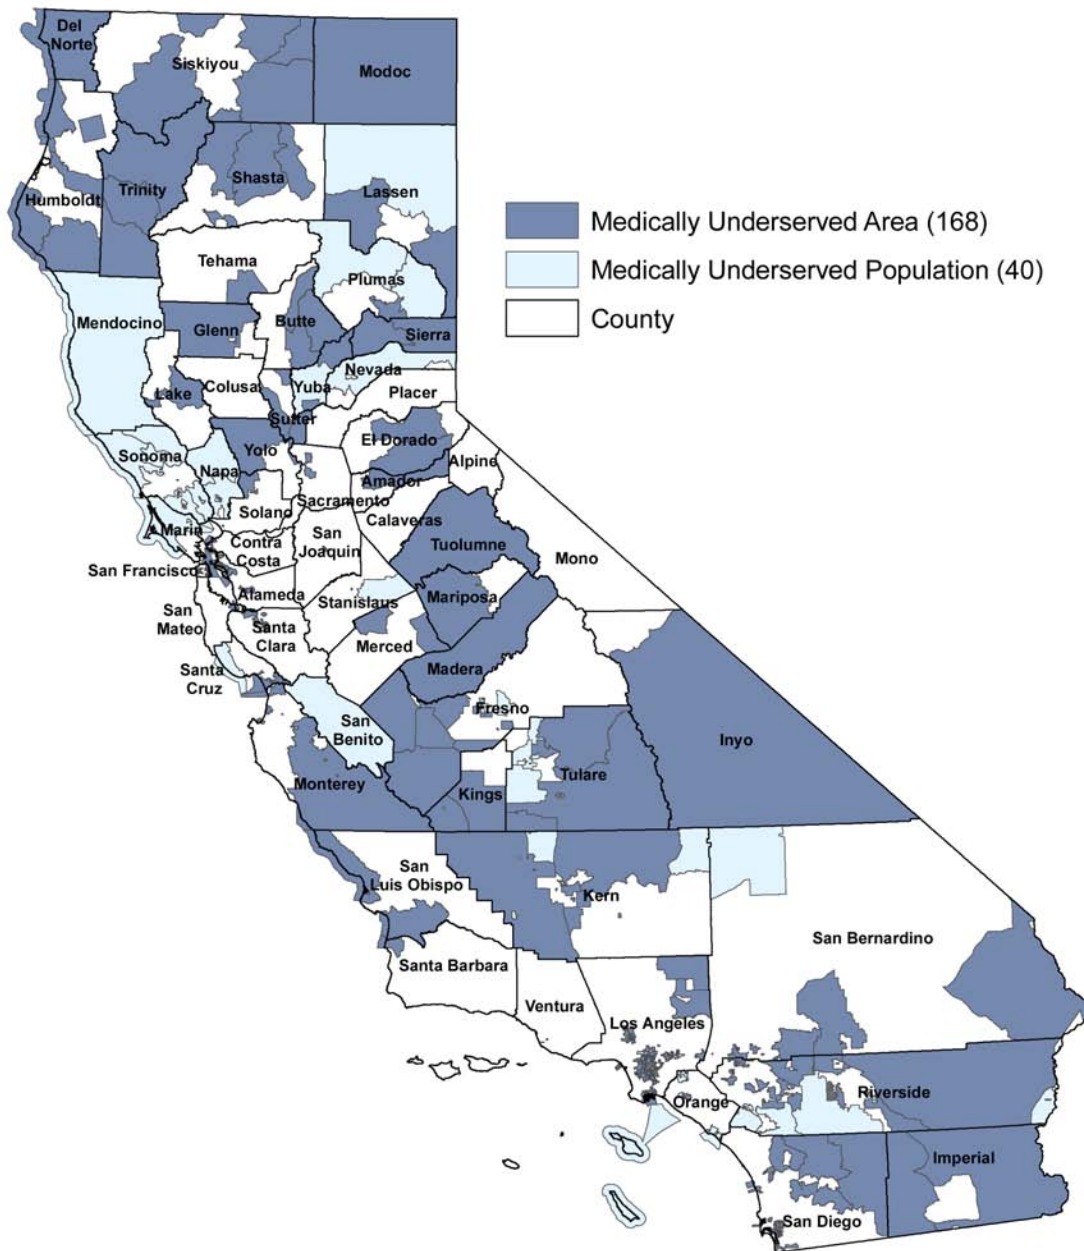 Del
Norte
Siskiyou
Modoc
Humboldt
Trinity
Shasta
Lassen
Medically Underserved Area (168)
Medically Underserved Population (40)
County
Tehama
Plumas
Mendocino
Glenn
Butte
Sierra
Lake
Colusa
Yuba
Nevada
Placer
Sutter
Sonoma
Napa
Yolo
El Dorado
Alpine
Amador
Sacramento
Solano
Calaveras
Marin
Contra
Costa
San
Joaquin
Tuolumne
Mono
San Francisco
Alameda
Stanislaus
Mariposa
San
Mateo
Santa
Clara
Merced
Madera
Santa
Cruz
San
Benito
Fresno
Inyo
Monterey
Kings
Tulare
San
Luis Obispo
Kern
San Bernardino
Santa Barbara
Ventura
Los Angeles
Orange
Riverside
Imperial
San Diego